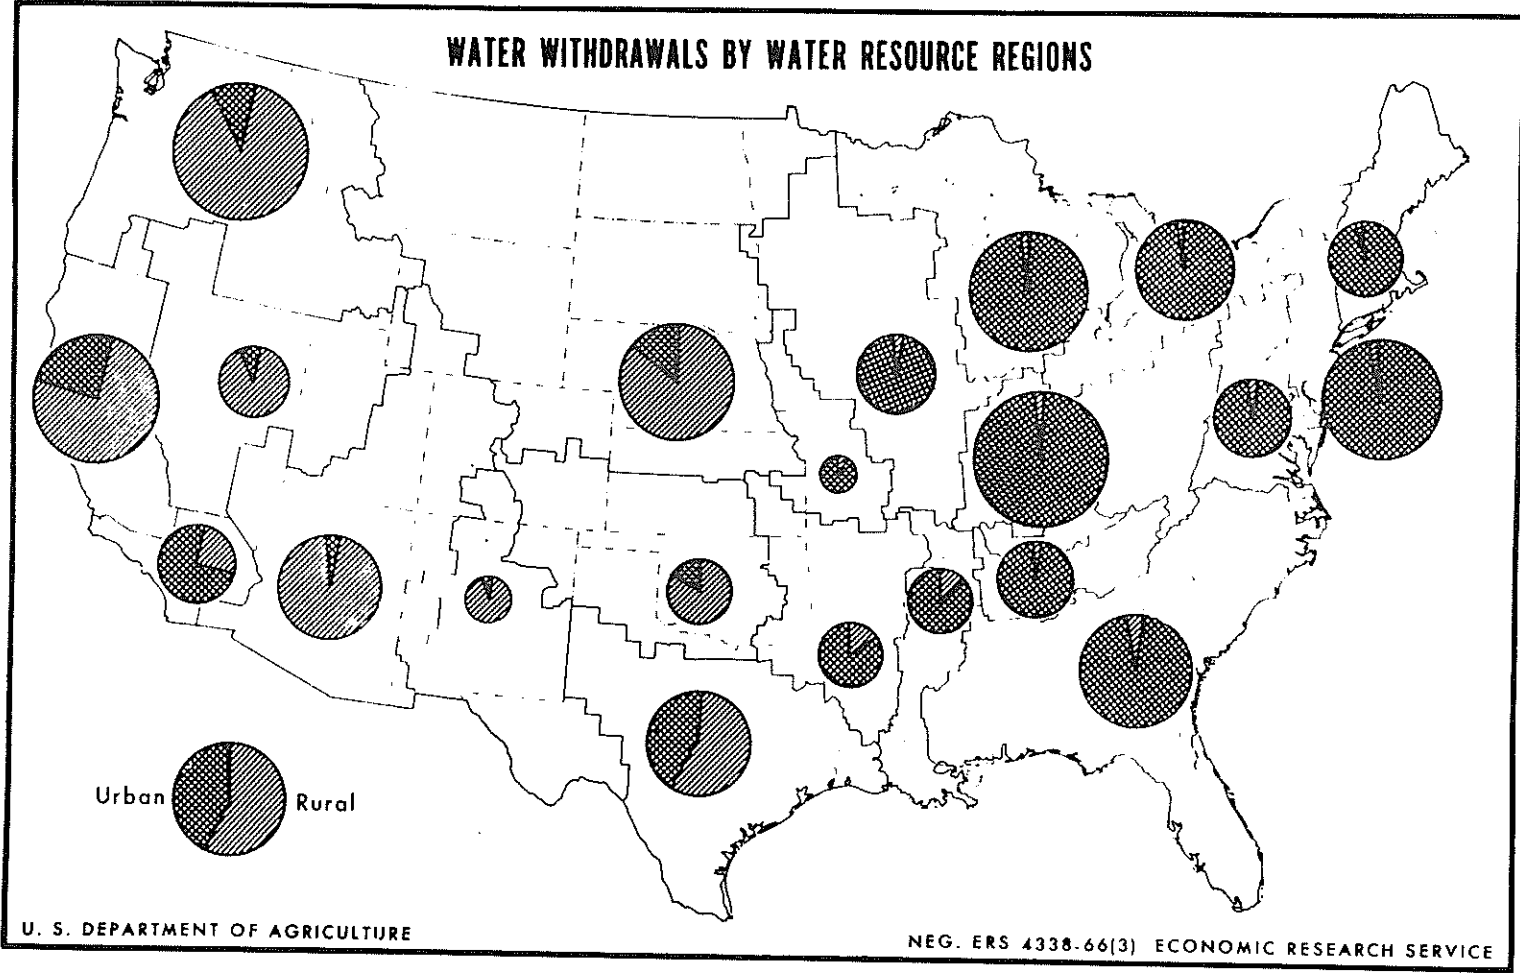 WATER WITHDRAWALS BY WATER RESOURCE REGIONS
Urban
Rural
U. S. DEPARTMENT OF AGRICULTURE
NEG. ERS 4338-66(3) ECONOMIC RESEARCH SERVICE